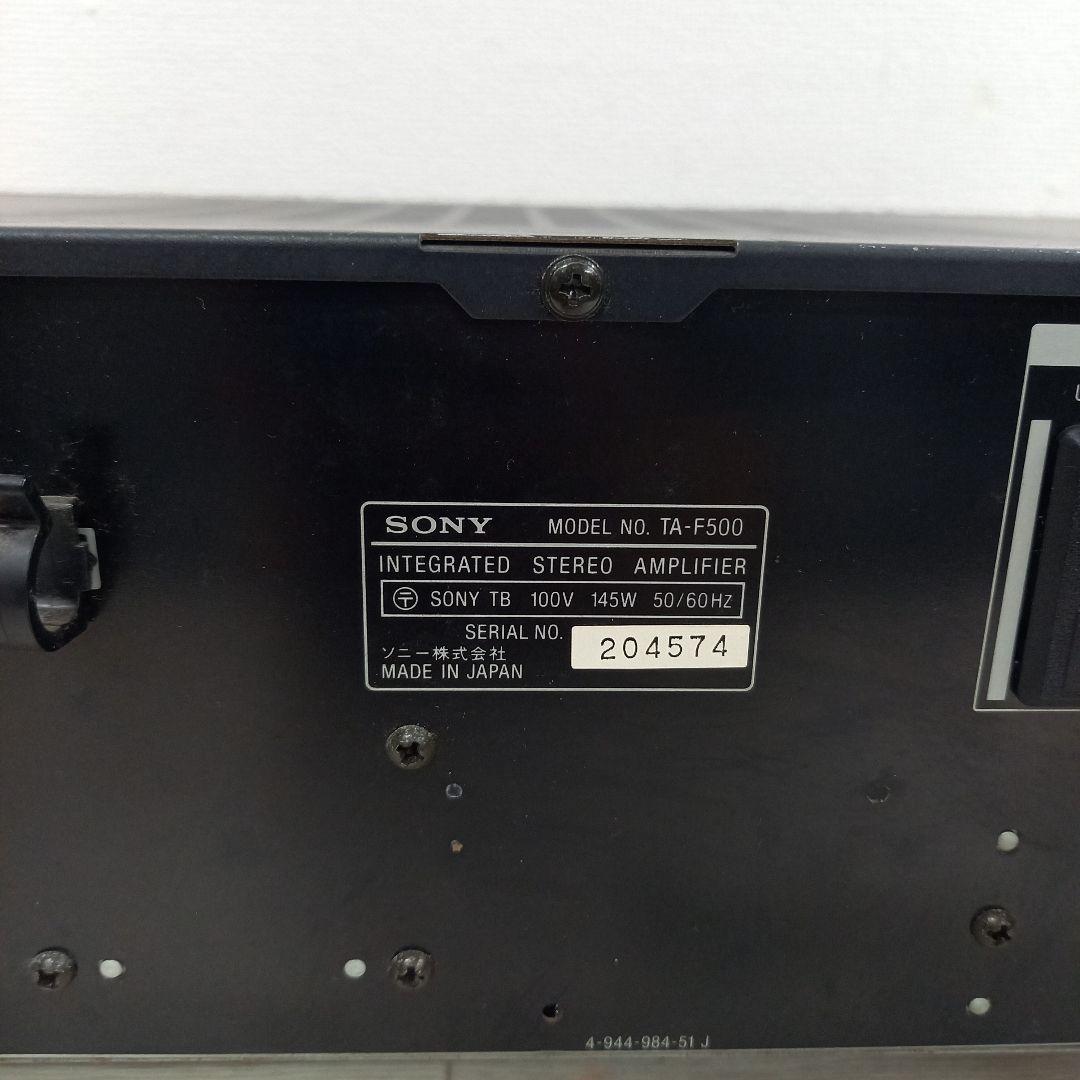 SONY MODEL NO. TA-F500
INTEGRATED STEREO AMPLIFIER
〶 SONY TB 100V 145W 50/60HZ
SERIAL NO. 204574
ソニー株式会社
MADE IN JAPAN
4-944-984-51 J